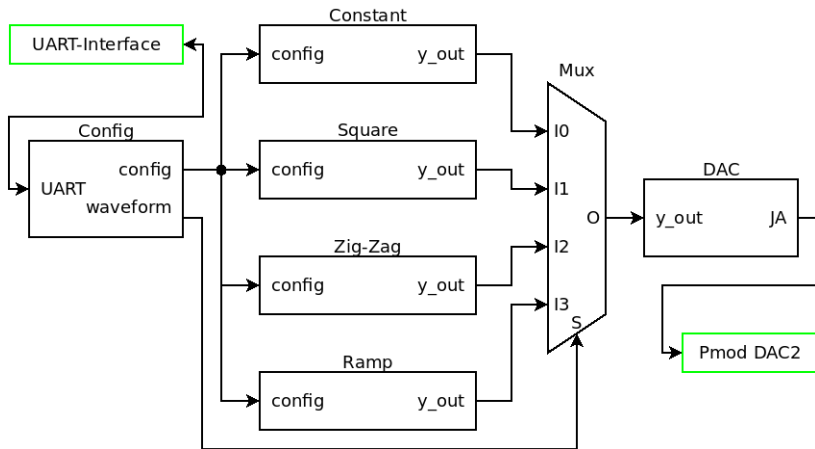 Constant
UART-Interface
config
y_out
Mux
Config
Square
I0
config
config
y_out
I1
DAC
UART
waveform
O
y_out
JA
Zig-Zag
I2
config
y_out
I3
S
Ramp
Pmod DAC2
config
y_out